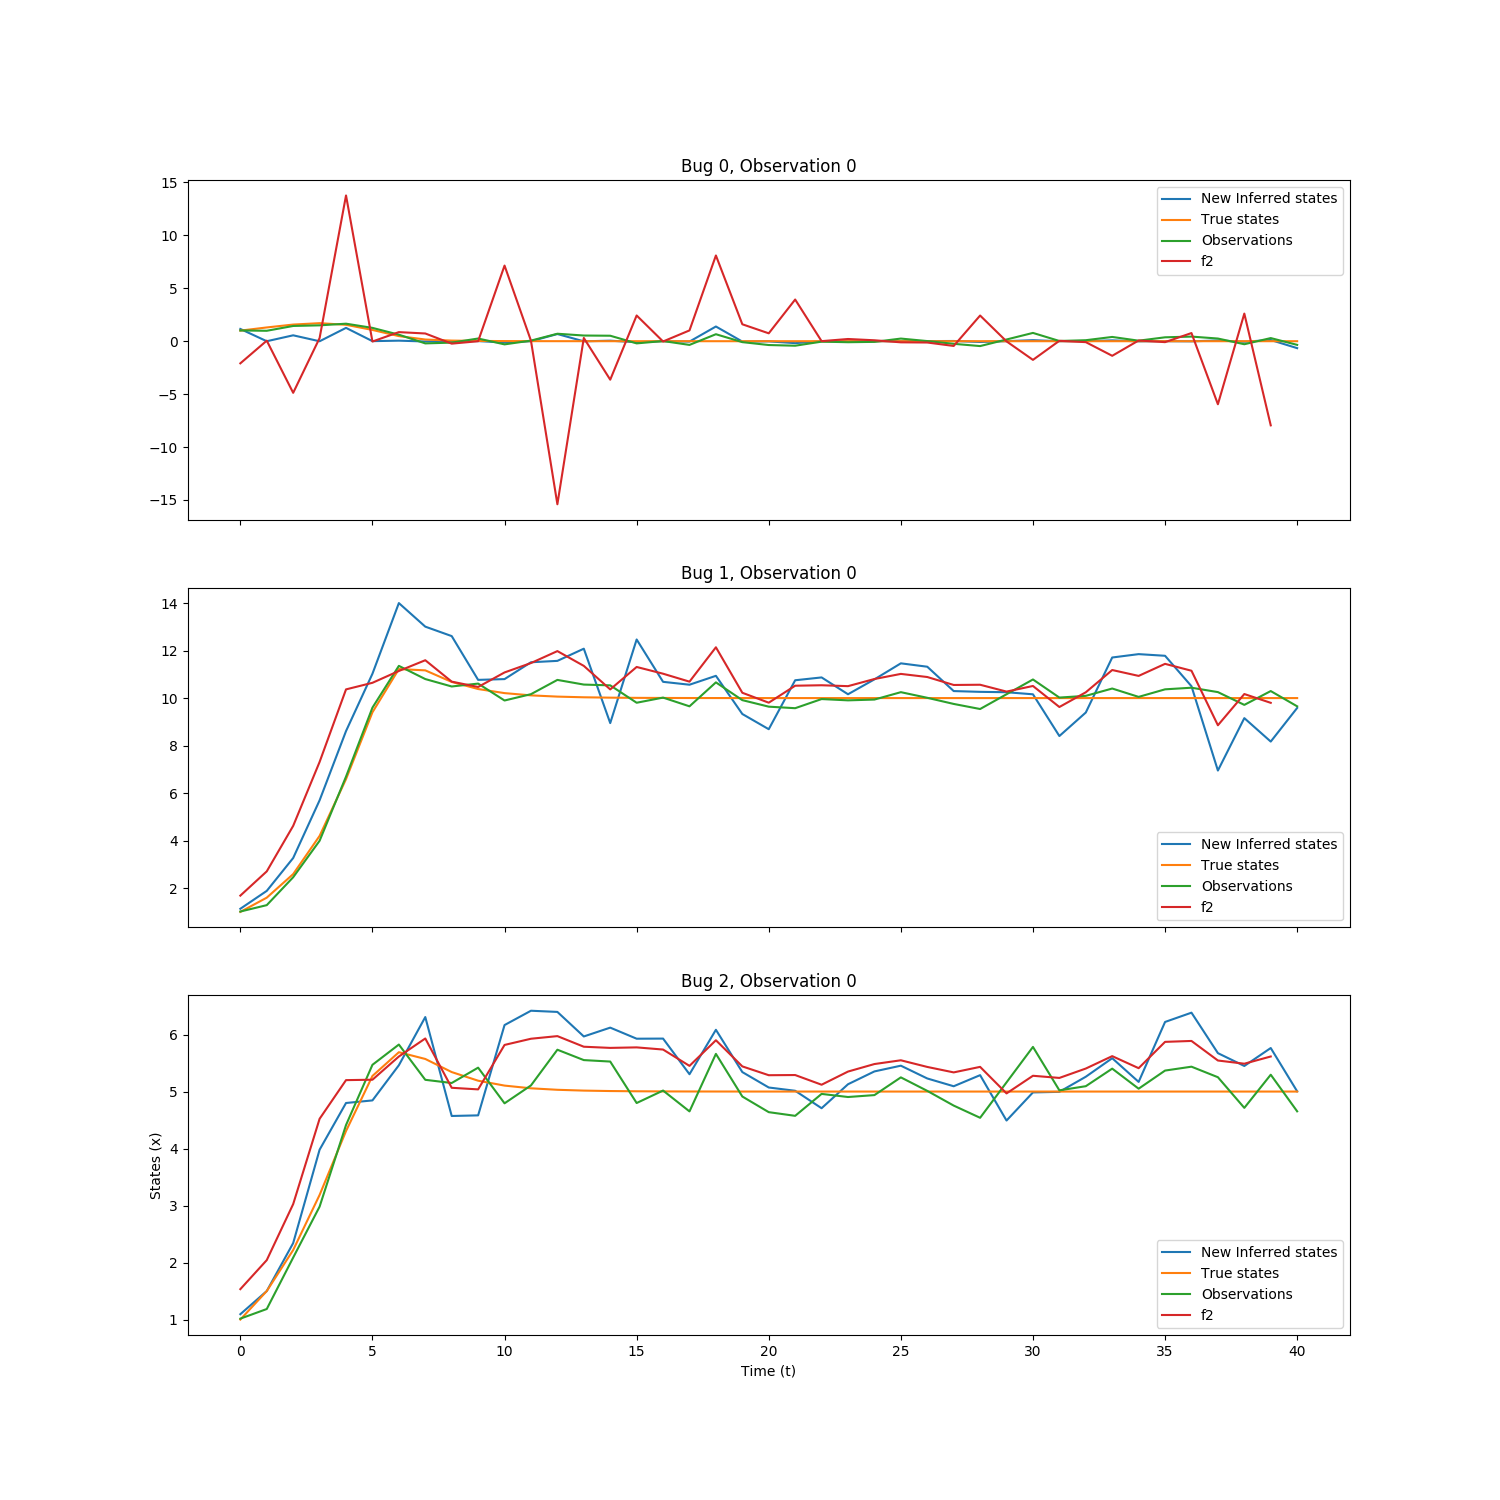 Bug 0, Observation 0
15
10
5
0
−5
−10
−15
New Inferred states
True states
Observations
f2
Bug 1, Observation 0
14
12
10
8
6
4
2
New Inferred states
True states
Observations
f2
Bug 2, Observation 0
6
5
4
3
2
1
States (x)
New Inferred states
True states
Observations
f2
0 5 10 15 20 25 30 35 40
Time (t)